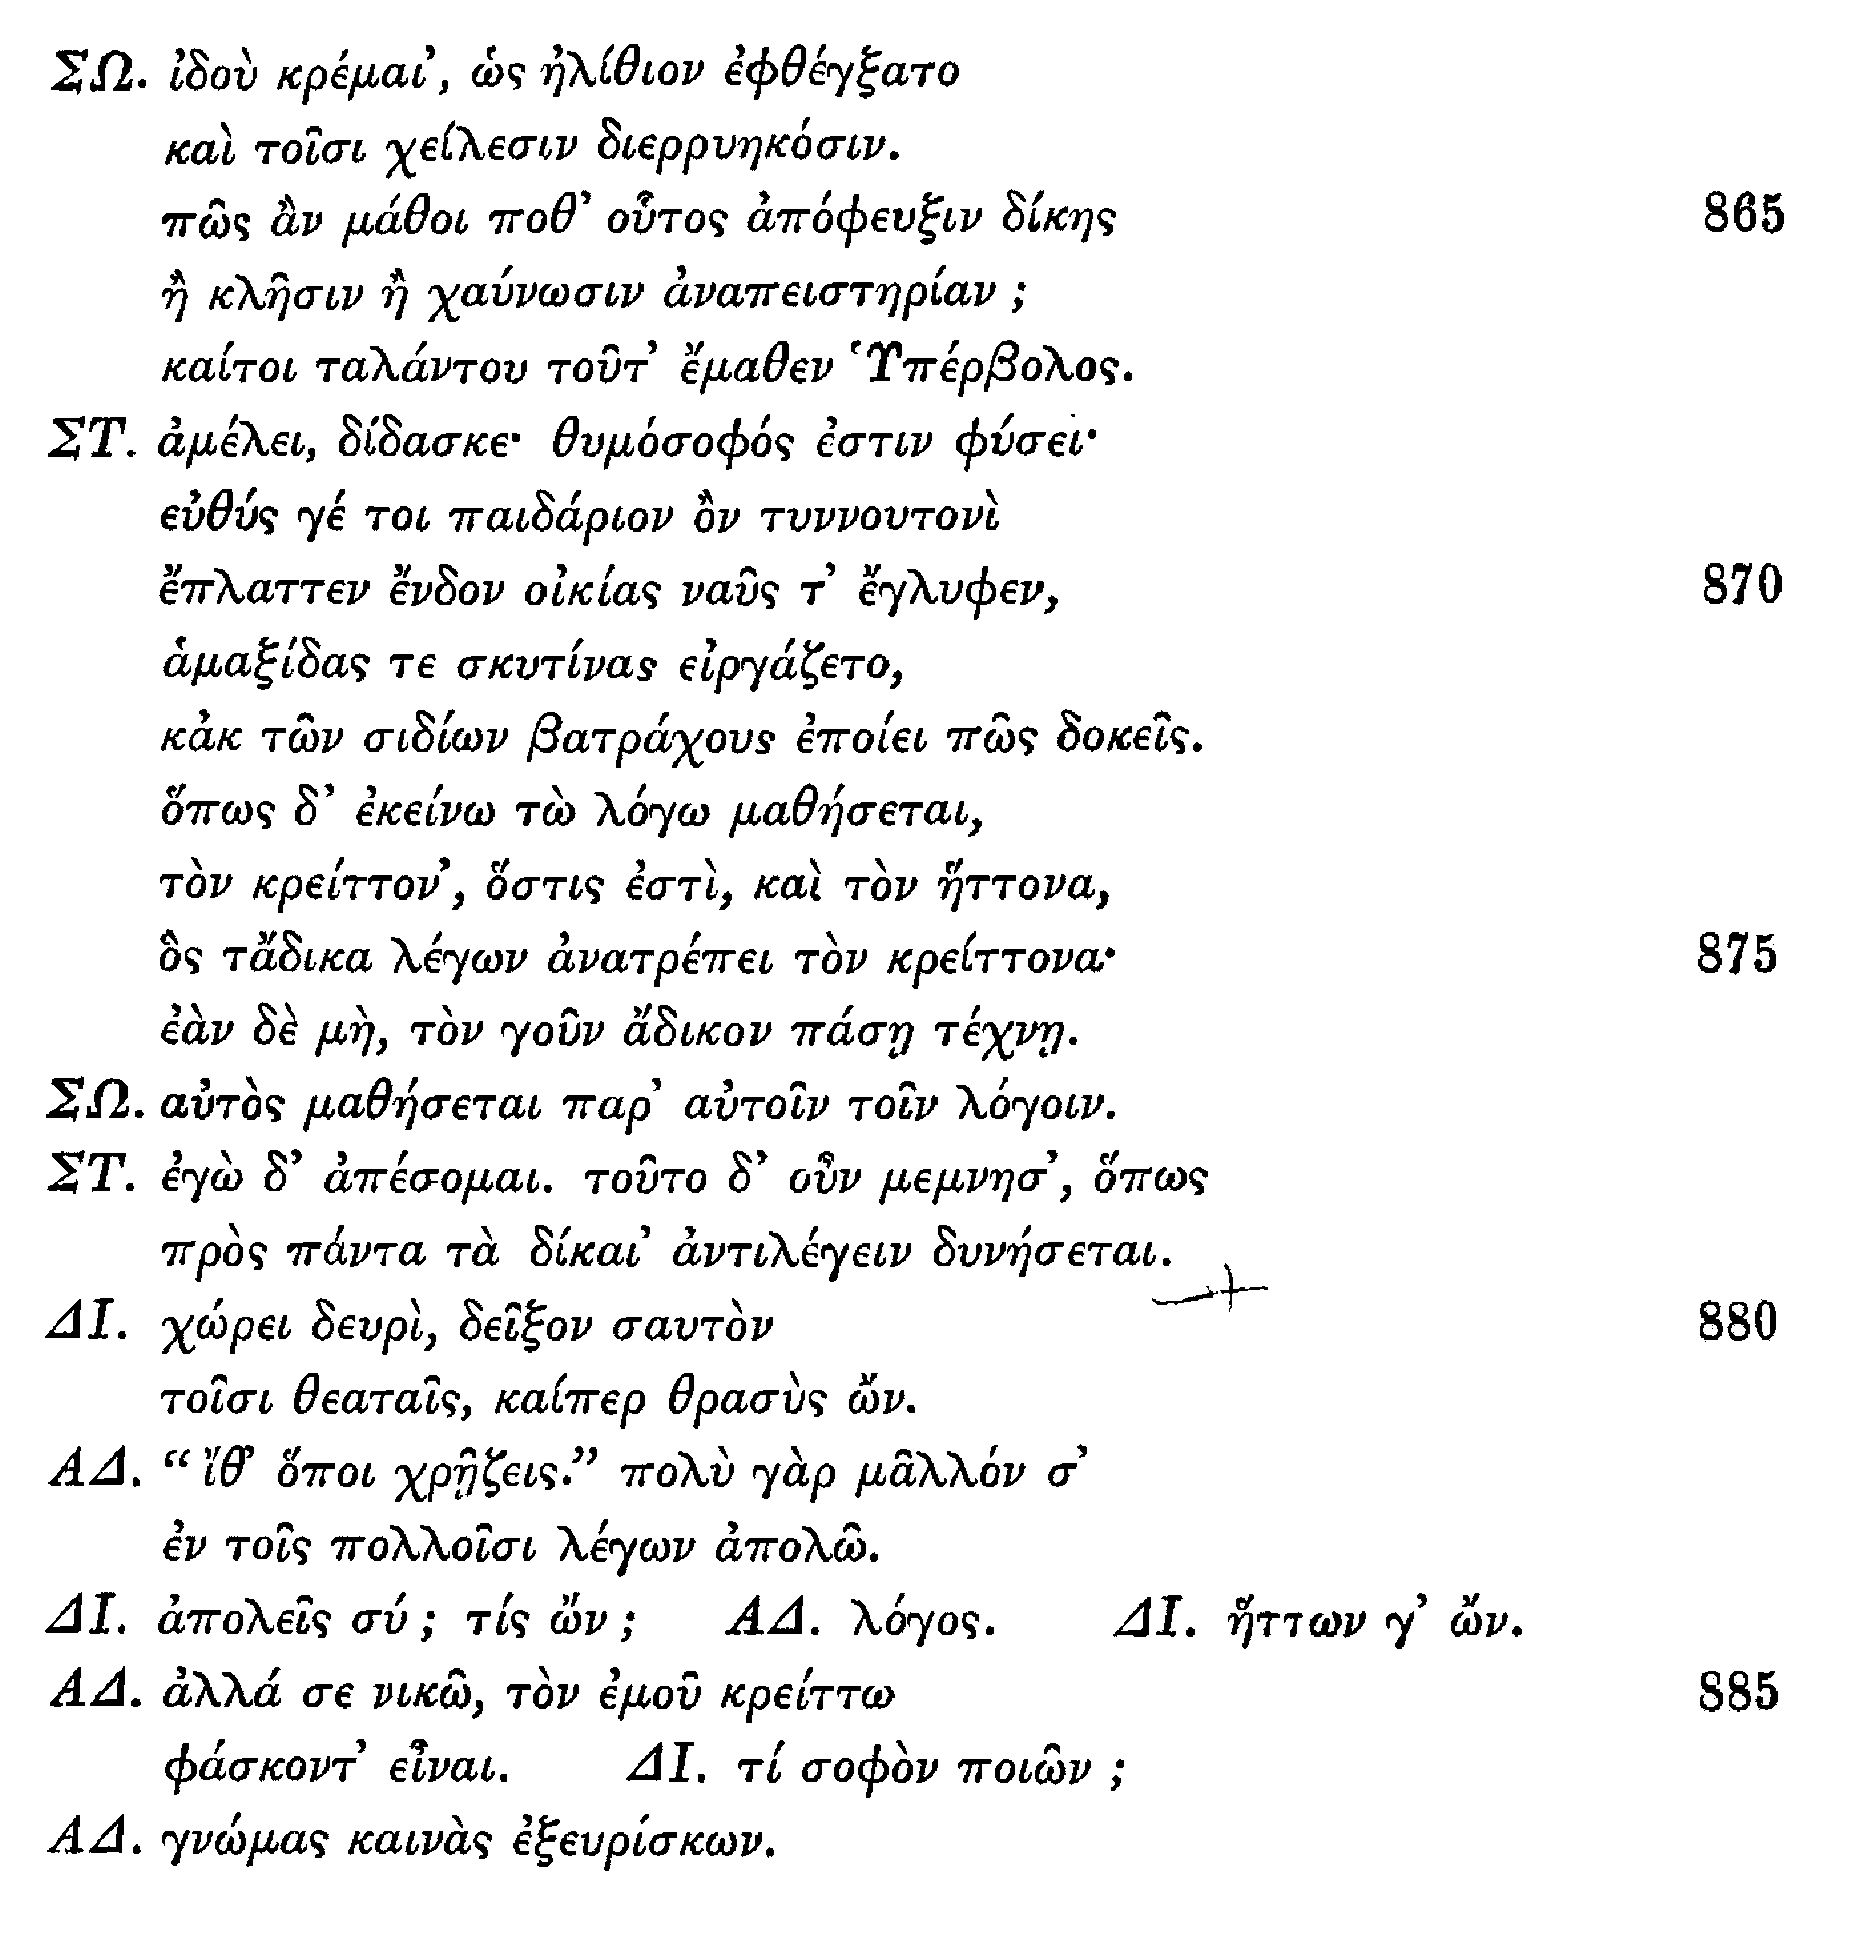 ΣΩ. ἰδοὺ κρέμαι’, ὡς ἠλίθιον ἐφθέγξατο
καὶ τοῖσι χείλεσιν διερρυηκόσιν.
πῶς ἂν μάθοι ποθ’ οὗτος ἀπόφευξιν δίκης 865
ἢ κλῆσιν ἢ χαύνωσιν ἀναπειστηρίαν ;
καίτοι ταλάντου τοῦτ’ ἔμαθεν Ὑπέρβολος.
ΣΤ. ἀμέλει, δίδασκε· θυμόσοφός ἐστιν φύσει·
εὐθύς γέ τοι παιδάριον ὂν τυννουτονὶ
ἔπλαττεν ἔνδον οἰκίας ναῦς τ’ ἔγλυφεν, 870
ἁμαξίδας τε σκυτίνας εἰργάζετο,
κἀκ τῶν σιδίων βατράχους ἐποίει πῶς δοκεῖς.
ὅπως δ’ ἐκείνω τὼ λόγω μαθήσεται,
τὸν κρείττον’, ὅστις ἐστὶ, καὶ τὸν ἥττονα,
ὃς τἄδικα λέγων ἀνατρέπει τὸν κρείττονα· 875
ἐὰν δὲ μὴ, τὸν γοῦν ἄδικον πάσῃ τέχνῃ.
ΣΩ. αὐτὸς μαθήσεται παρ’ αὐτοῖν τοῖν λόγοιν.
ΣΤ. ἐγὼ δ’ ἀπέσομαι. τοῦτο δ’ οὖν μεμνησ’, ὅπως
πρὸς πάντα τὰ δίκαι’ ἀντιλέγειν δυνήσεται.
ΔΙ. χώρει δευρὶ, δεῖξον σαυτὸν 880
τοῖσι θεαταῖς, καίπερ θρασὺς ὤν.
ΑΔ. “ ἴθ’ ὅποι χρῄζεις.” πολὺ γὰρ μᾶλλόν σ’
ἐν τοῖς πολλοῖσι λέγων ἀπολῶ.
ΔΙ. ἀπολεῖς σύ ; τίς ὤν ; ΑΔ. λόγος. ΔΙ. ἥττων γ’ ὤν.
ΑΔ. ἀλλά σε νικῶ, τὸν ἐμοῦ κρείττω 885
φάσκοντ’ εἶναι. ΔΙ. τί σοφὸν ποιῶν ;
ΑΔ. γνώμας καινὰς ἐξευρίσκων.